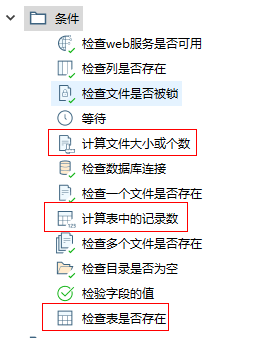 条件
检查web服务是否可用
检查列是否存在
检查文件是否被锁
等待
计算文件大小或个数
检查数据库连接
检查一个文件是否存在
计算表中的记录数
检查多个文件是否存在
检查目录是否为空
检验字段的值
检查表是否存在